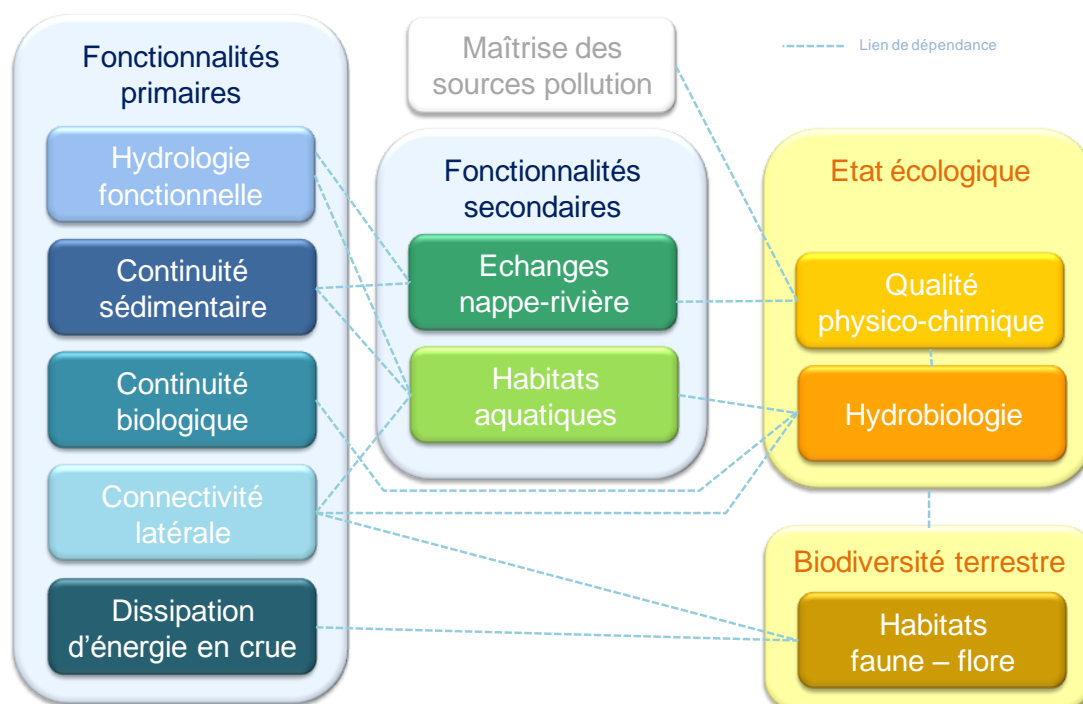 Fonctionnalités
primaires
Hydrologie
fonctionnelle
Continuité
sédimentaire
Continuité
biologique
Connectivité
latérale
Dissipation
d’énergie en crue
Maîtrise des
sources pollution
Fonctionnalités
secondaires
Echanges
nappe-rivière
Habitats
aquatiques
Lien de dépendance
Etat écologique
Qualité
physico-chimique
Hydrobiologie
Biodiversité terrestre
Habitats
faune – flore